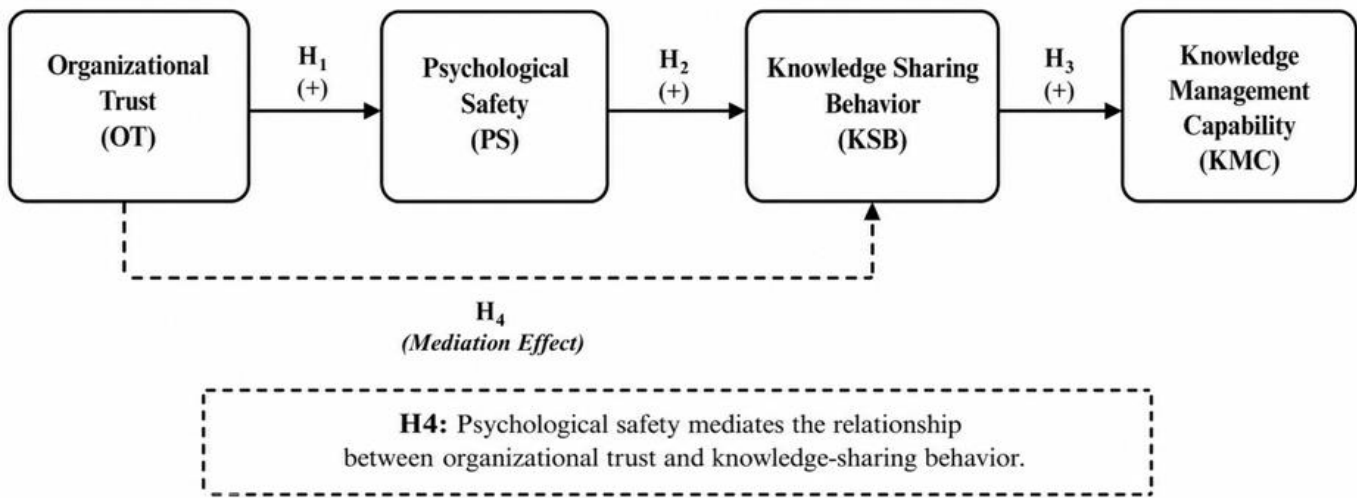 Organizational
Trust
(OT)
H₁
(+)
Psychological
Safety
(PS)
H₂
(+)
Knowledge Sharing
Behavior
(KSB)
H₃
(+)
Knowledge
Management
Capability
(KMC)
H₄
(Mediation Effect)
H4: Psychological safety mediates the relationship
between organizational trust and knowledge-sharing behavior.